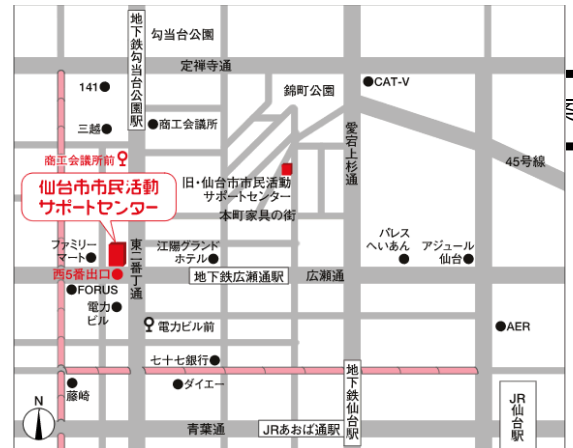 地下鉄勾当台公園駅
勾当台公園
定禅寺通
141
三越
商工会議所
錦町公園
CAT-V
愛宕上杉通
45号線
商工会議所前
仙台市市民活動
サポートセンター
旧・仙台市市民活動
サポートセンター
本町家具の街
ファミリー
マート
東二番丁通
江陽グランド
ホテル
パレス
へいあん
アジュール
仙台
西5番出口
地下鉄広瀬通駅
広瀬通
FORUS
電力
ビル
電力ビル前
AER
七十七銀行
ダイエー
藤崎
地下鉄仙台駅
N
青葉通
JRあおば通駅
JR
仙台駅